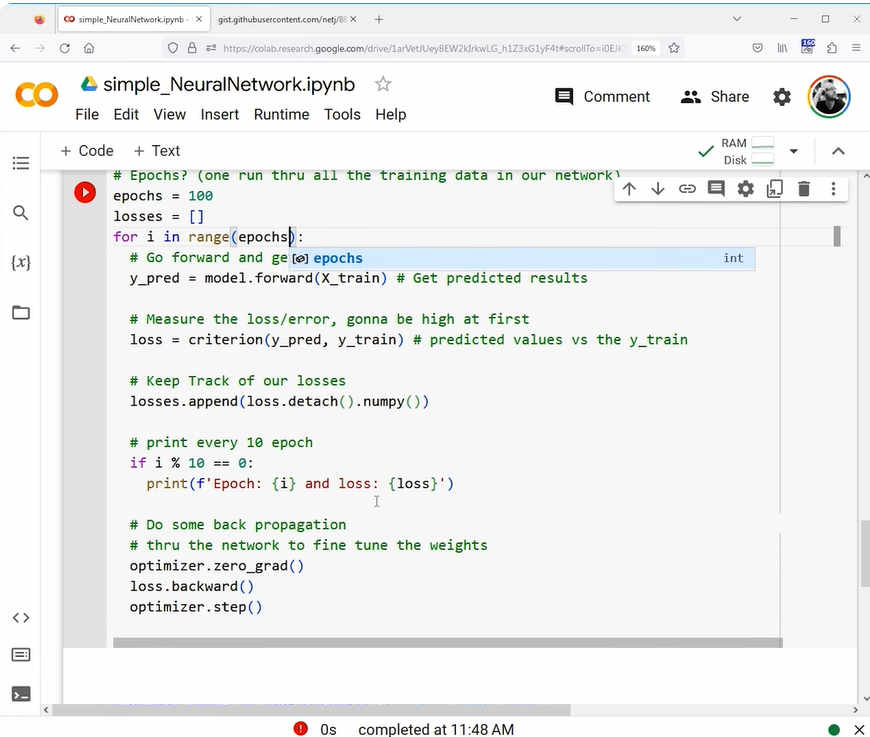 simple_NeuralNetwork.ipynb -
gist.githubusercontent.com/netj/88
https://colab.research.google.com/drive/1arVetJUey8EW2kIrkwLG_h1Z3xG1yF4t#scrollTo=i0EJK
160%
160
simple_NeuralNetwork.ipynb
Comment
Share
File Edit View Insert Runtime Tools Help
+ Code + Text
RAM
Disk
# Epochs? (one run thru all the training data in our network)
epochs = 100
losses = []
for i in range(epochs):
# Go forward and ge
epochs int
y_pred = model.forward(X_train) # Get predicted results
# Measure the loss/error, gonna be high at first
loss = criterion(y_pred, y_train) # predicted values vs the y_train
# Keep Track of our losses
losses.append(loss.detach().numpy())
# print every 10 epoch
if i % 10 == 0:
print(f'Epoch: {i} and loss: {loss}')
# Do some back propagation
# thru the network to fine tune the weights
optimizer.zero_grad()
loss.backward()
optimizer.step()
0s completed at 11:48 AM